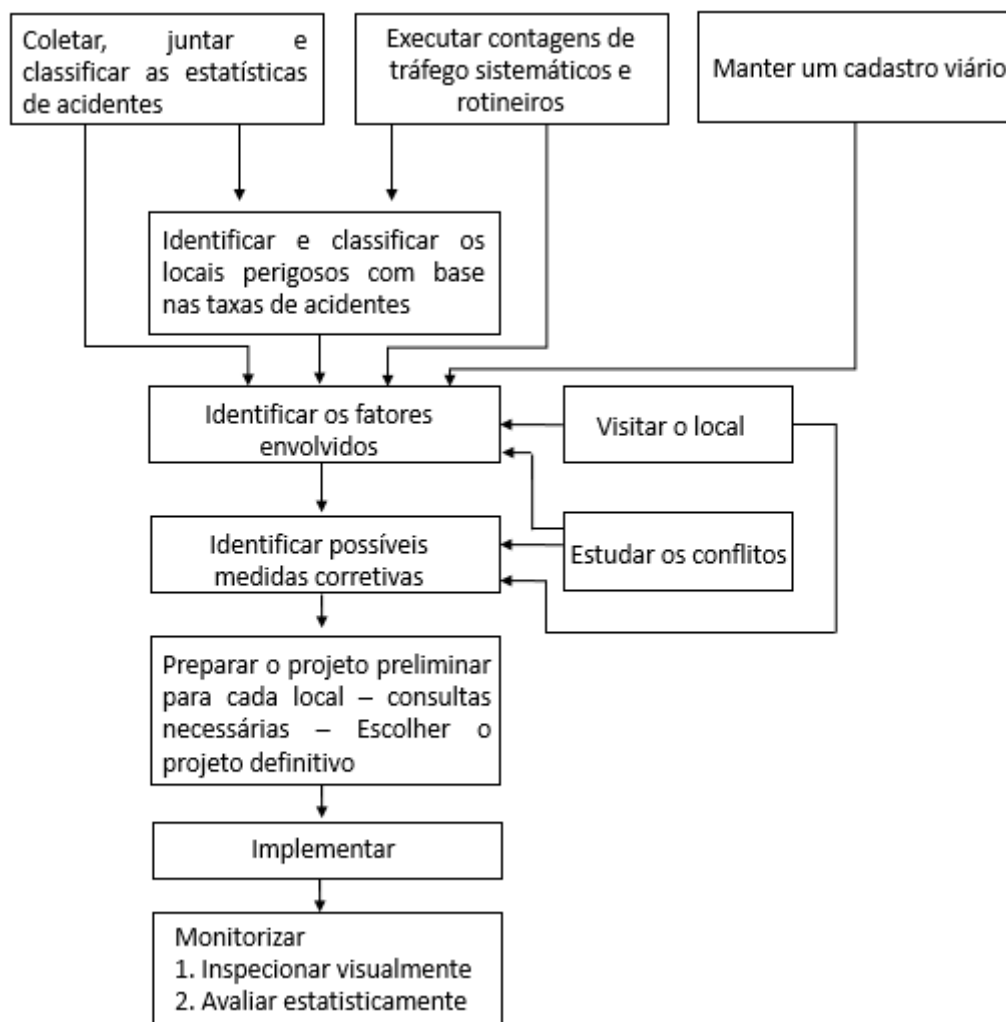 Coletar, juntar e
classificar as estatísticas
de acidentes
Executar contagens de
tráfego sistemáticos e
rotineiros
Manter um cadastro viário
Identificar e classificar os
locais perigosos com base
nas taxas de acidentes
Identificar os fatores
envolvidos
Visitar o local
Identificar possíveis
medidas corretivas
Estudar os conflitos
Preparar o projeto preliminar
para cada local – consultas
necessárias – Escolher o
projeto definitivo
Implementar
Monitorizar
1. Inspecionar visualmente
2. Avaliar estatisticamente